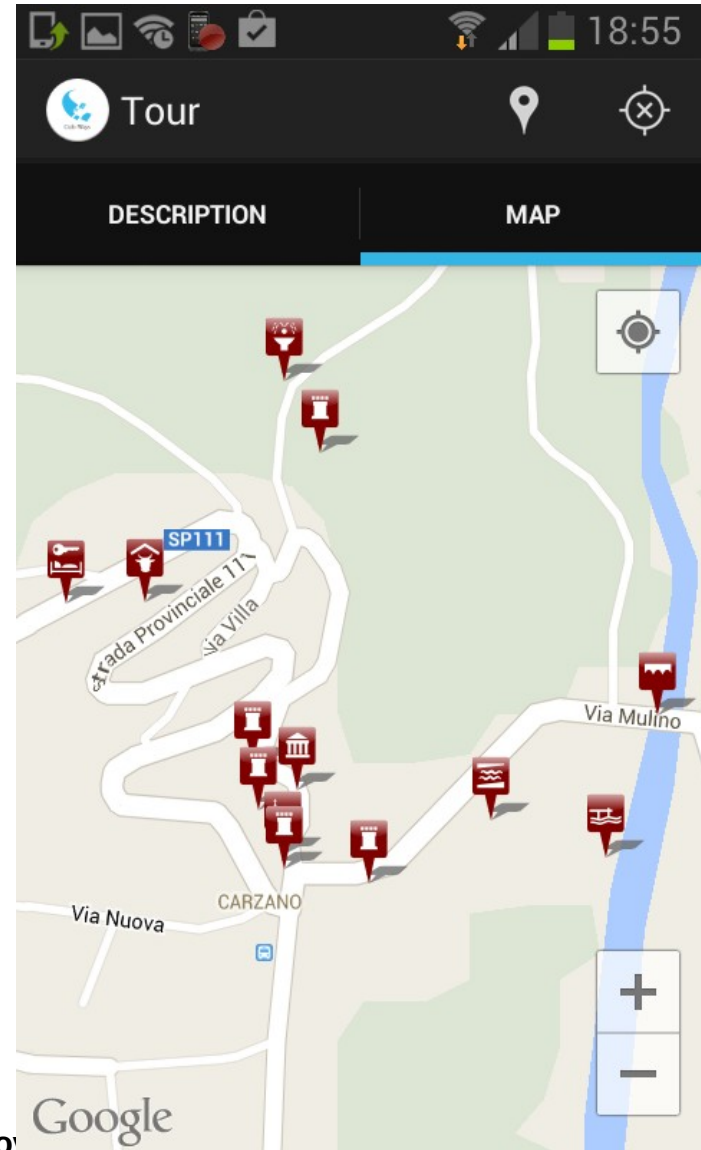 18:55
Tour
DESCRIPTION
MAP
SP111
Strada Provinciale 111
Via Villa
Via Mulino
CARZANO
Via Nuova
Google